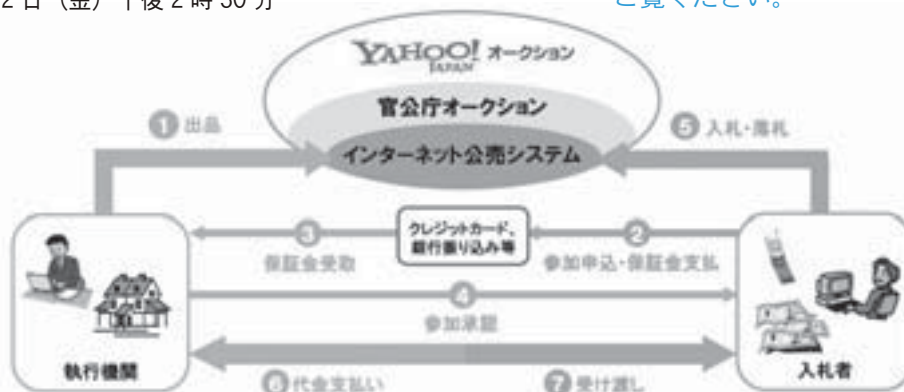 2日（金）午後2時30分
ご覧ください。
YAHOO! オークション
JAPAN
官公庁オークション
インターネット公売システム
① 出品
⑤ 入札・落札
クレジットカード、
銀行振り込み等
③
保証金受取
②
参加申込・保証金支払
④
参加承認
執行機関
入札者
⑥ 代金支払い
⑦ 受け渡し